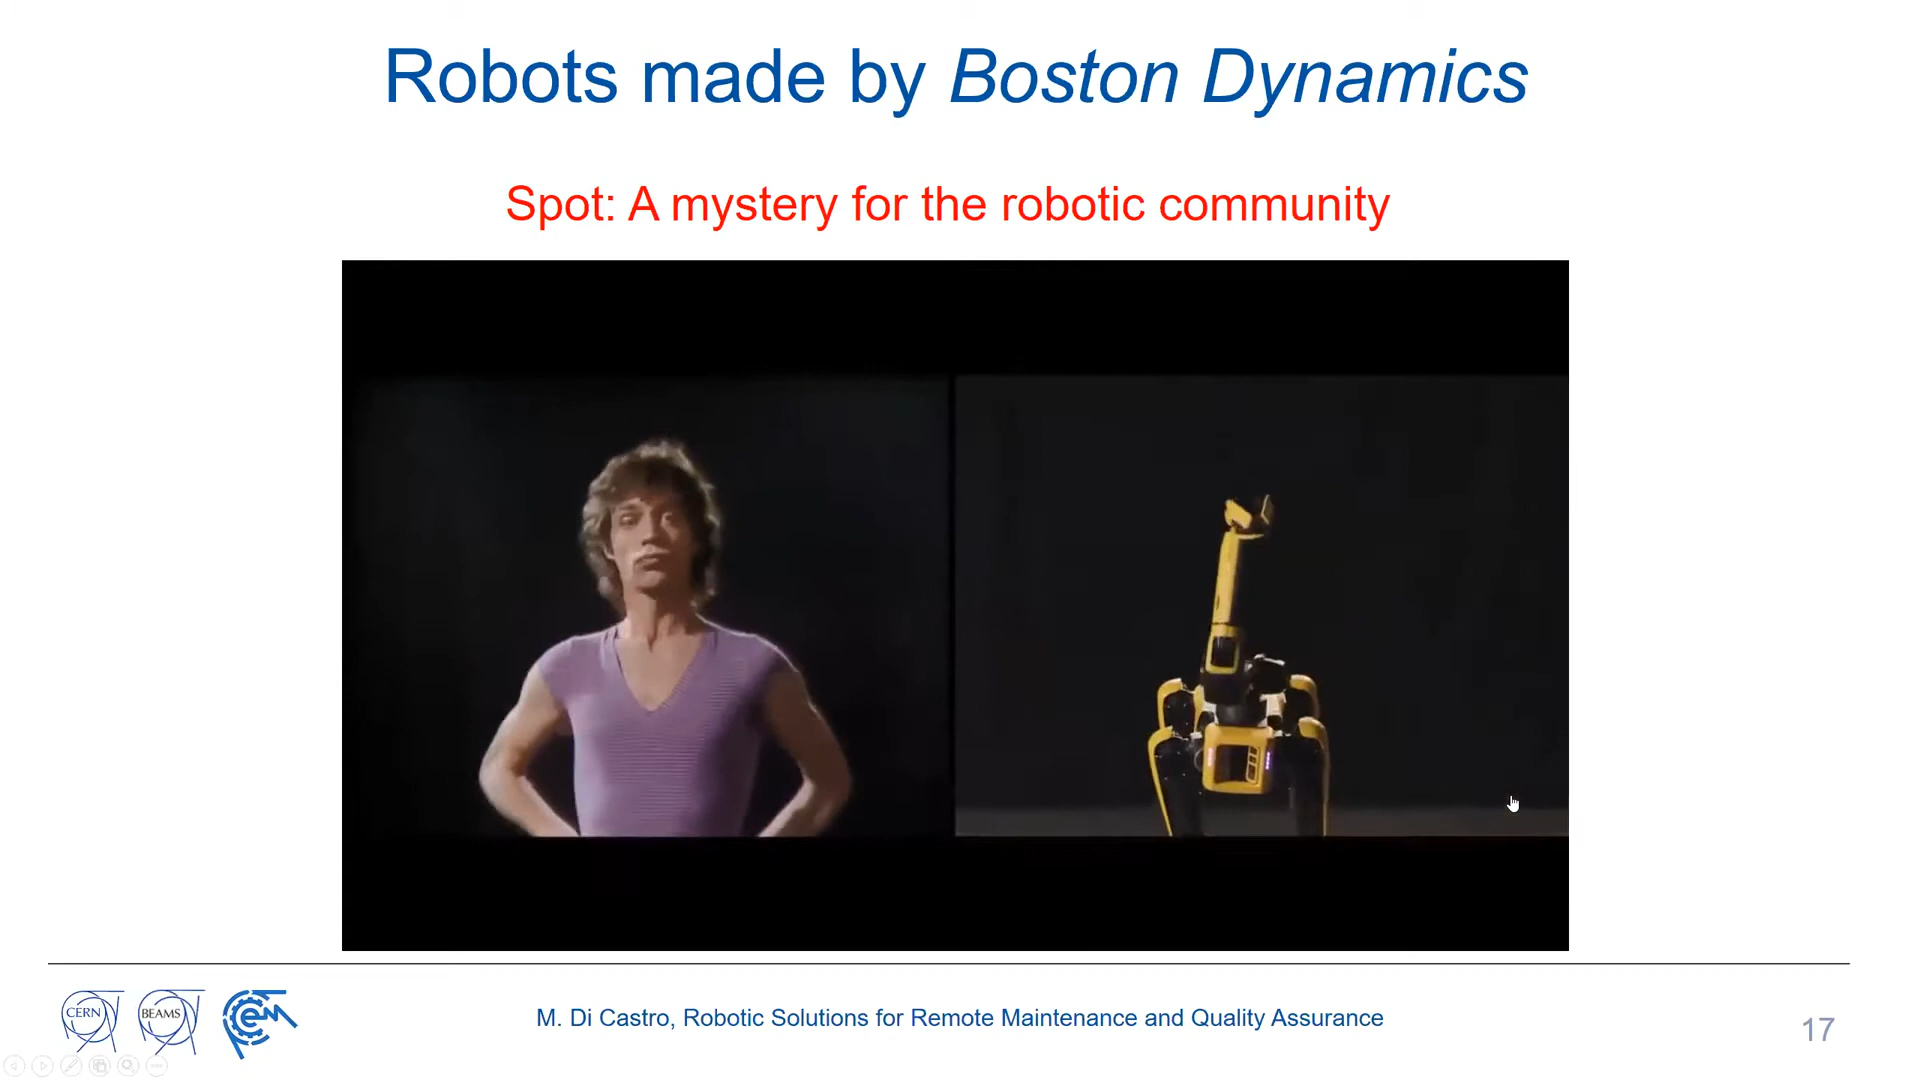 Robots made by Boston Dynamics
Spot: A mystery for the robotic community
CERN
BEAMS
M. Di Castro, Robotic Solutions for Remote Maintenance and Quality Assurance
17